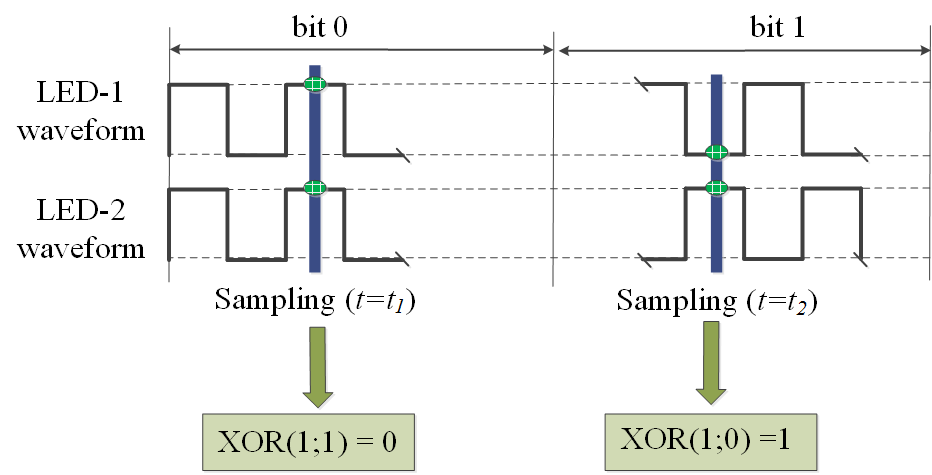 bit 0
bit 1
LED-1
waveform
LED-2
waveform
Sampling (t=t1)
Sampling (t=t2)
XOR(1;1) = 0
XOR(1;0) =1